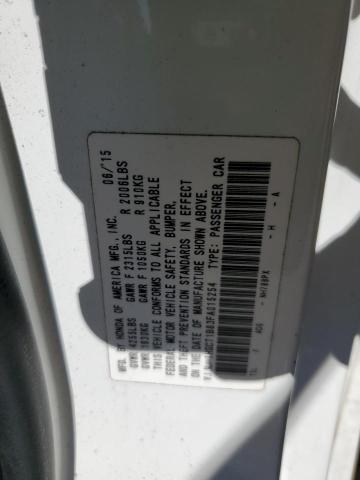 MFD. BY HONDA OF AMERICA MFG., INC. 06/'15
GVWR 4255LBS GAWR F 2315LBS R 2006LBS
GVWR 1930KG GAWR F 1050KG R 910KG
THIS VEHICLE CONFORMS TO ALL APPLICABLE
FEDERAL MOTOR VEHICLE SAFETY, BUMPER,
AND THEFT PREVENTION STANDARDS IN EFFECT
ON THE DATE OF MANUFACTURE SHOWN ABOVE.
TYPE: PASSENGER CAR
NH788PX - H - A